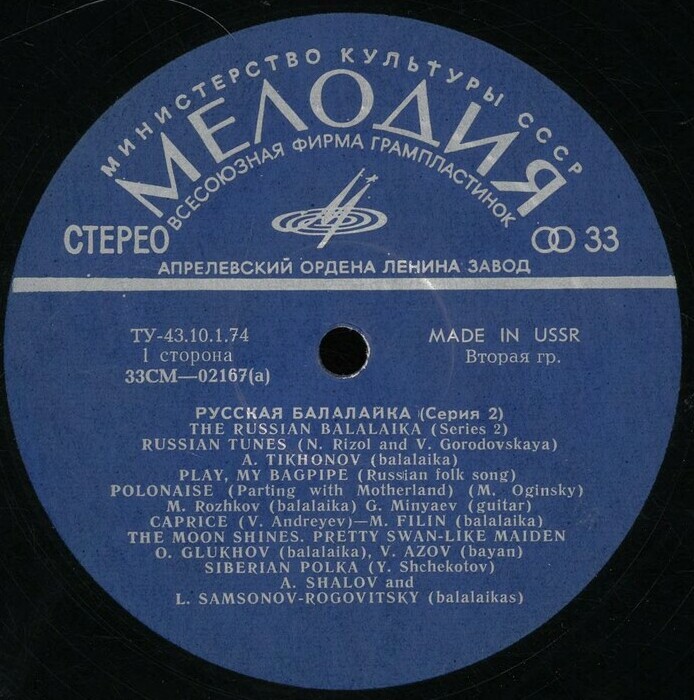 МИНИСТЕРСТВО КУЛЬТУРЫ СССР
МЕЛОДИЯ
ВСЕСОЮЗНАЯ ФИРМА ГРАМПЛАСТИНОК
СТЕРЕО
33
АПРЕЛЕВСКИЙ ОРДЕНА ЛЕНИНА ЗАВОД
ТУ-43.10.1.74
1 сторона
33СМ—02167(а)
MADE IN USSR
Вторая гр.
РУССКАЯ БАЛАЛАЙКА (Серия 2)
THE RUSSIAN BALALAIKA (Series 2)
RUSSIAN TUNES (N. Rizol and V. Gorodovskaya)
A. TIKHONOV (balalaika)
PLAY, MY BAGPIPE (Russian folk song)
POLONAISE (Parting with Motherland) (M. Oginsky)
M. Rozhkov (balalaika) G. Minyaev (guitar)
CAPRICE (V. Andreyev)—M. FILIN (balalaika)
THE MOON SHINES. PRETTY SWAN-LIKE MAIDEN
O. GLUKHOV (balalaika), V. AZOV (bayan)
SIBERIAN POLKA (Y. Shchekotov)
A. SHALOV and
L. SAMSONOV-ROGOVITSKY (balalaikas)